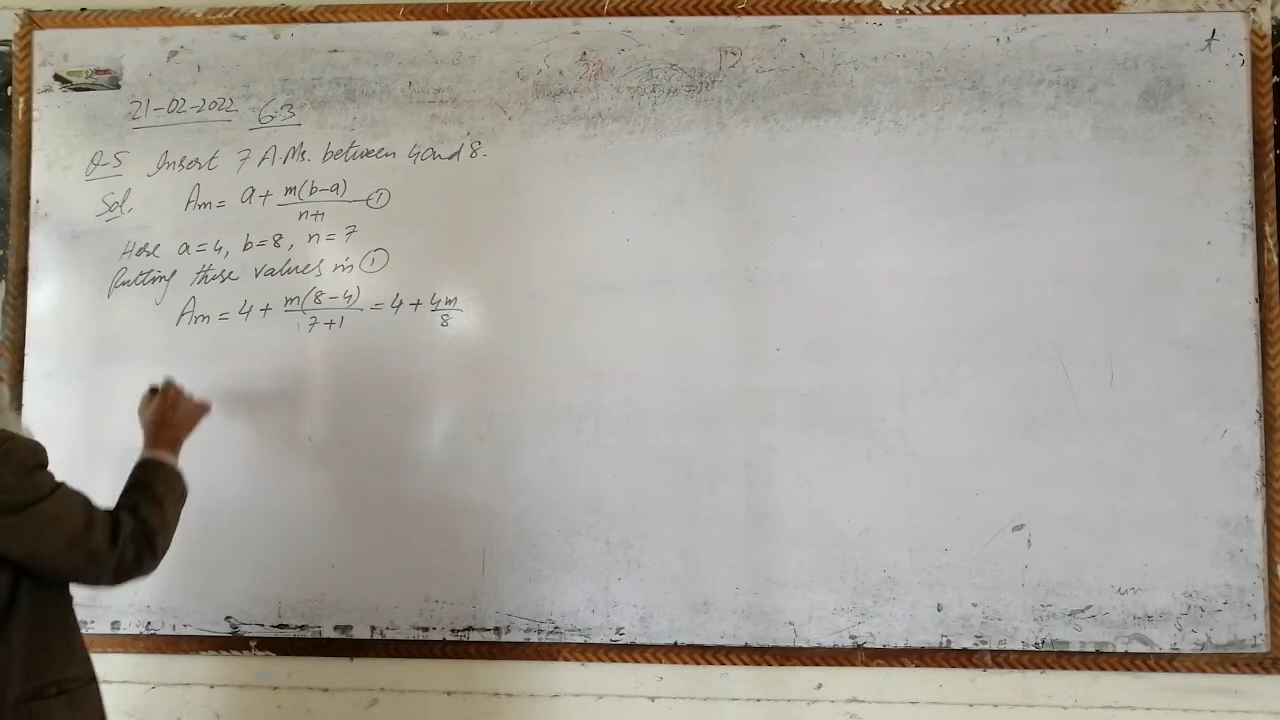 21-02-2022 6.3
Q-5 Insert 7 A.Ms. between 4 and 8.
Sol. Am = a + m(b-a)/n+1 — ①
Here a=4, b=8, n=7
Putting these values in ①
Am = 4 + m(8-4)/7+1 = 4 + 4m/8